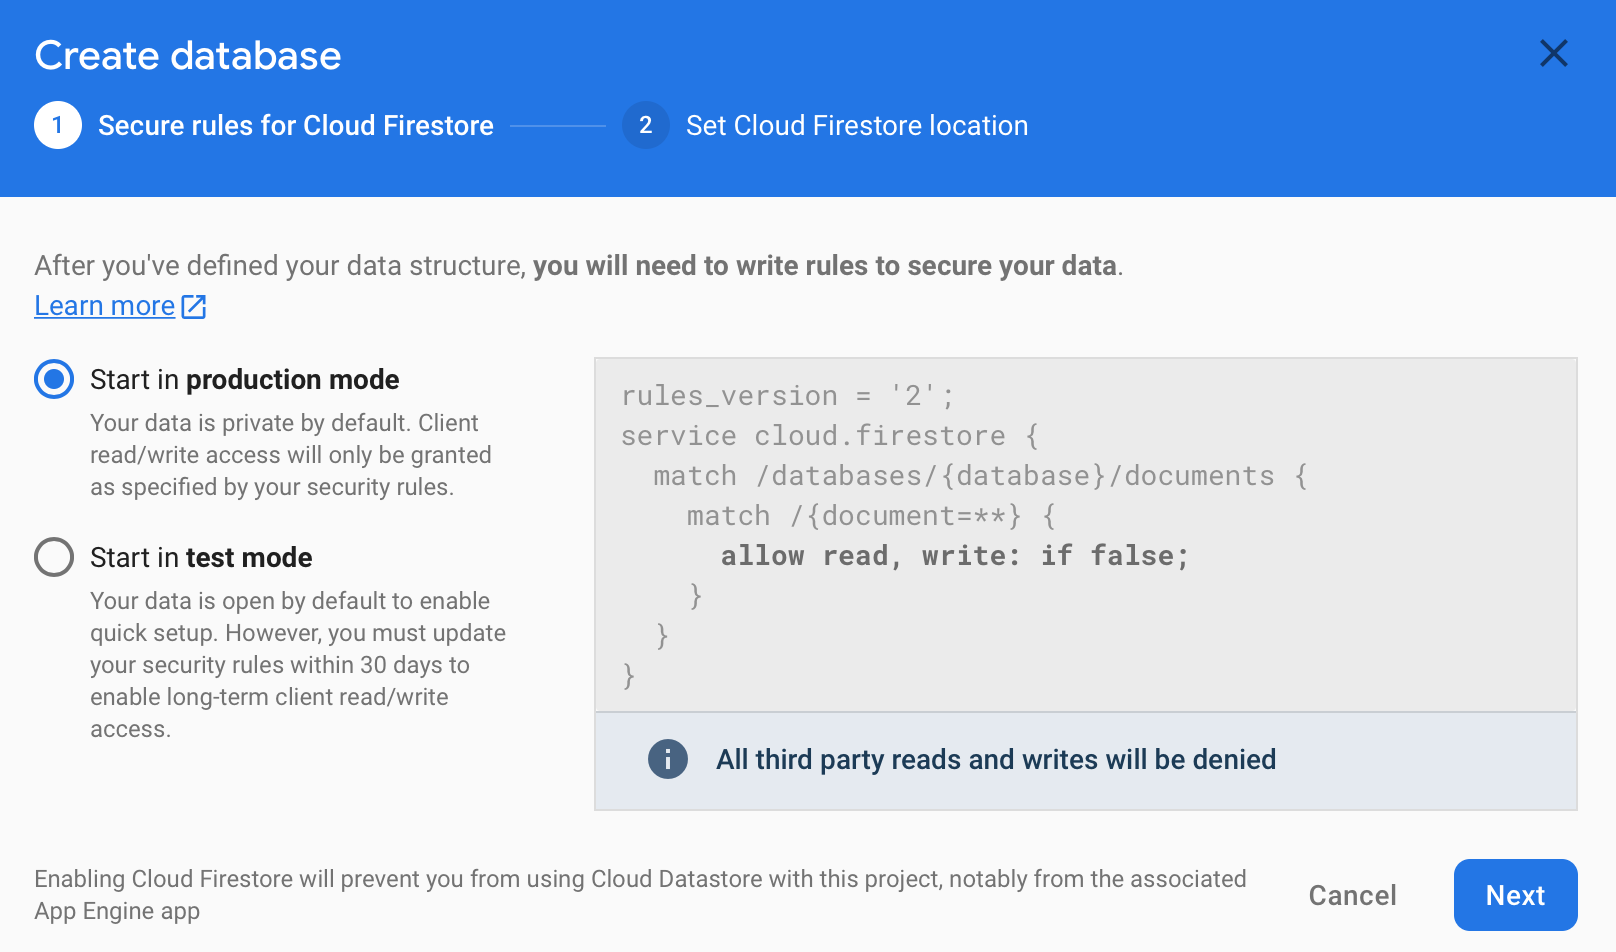 Create database
1 Secure rules for Cloud Firestore 2 Set Cloud Firestore location
After you've defined your data structure, you will need to write rules to secure your data.
Learn more
Start in production mode
Your data is private by default. Client
read/write access will only be granted
as specified by your security rules.
Start in test mode
Your data is open by default to enable
quick setup. However, you must update
your security rules within 30 days to
enable long-term client read/write
access.
rules_version = '2';
service cloud.firestore {
  match /databases/{database}/documents {
    match /{document=**} {
      allow read, write: if false;
    }
  }
}
All third party reads and writes will be denied
Enabling Cloud Firestore will prevent you from using Cloud Datastore with this project, notably from the associated
App Engine app
Cancel
Next